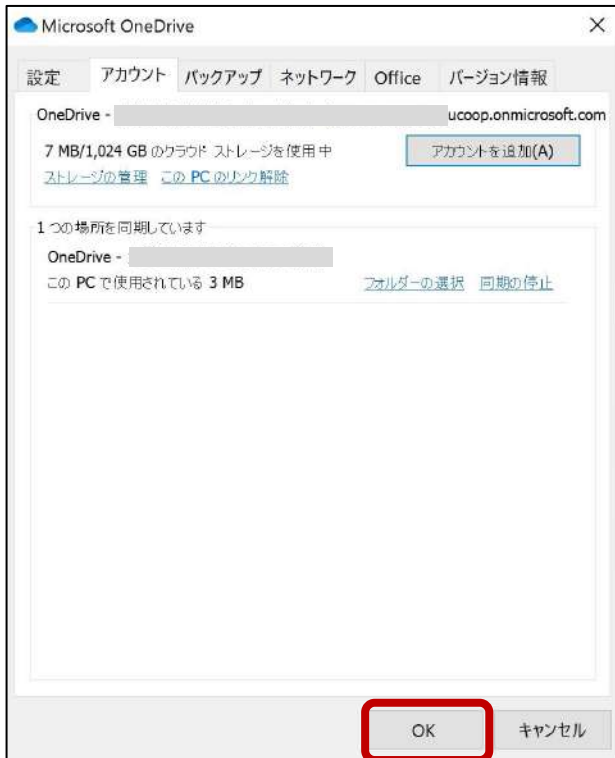 Microsoft OneDrive
設定 アカウント バックアップ ネットワーク Office バージョン情報
OneDrive - ucoop.onmicrosoft.com
7 MB/1,024 GB のクラウド ストレージを使用中
アカウントを追加(A)
ストレージの管理 この PC のリンク解除
1 つの場所を同期しています
OneDrive -
この PC で使用されている 3 MB フォルダーの選択 同期の停止
OK キャンセル